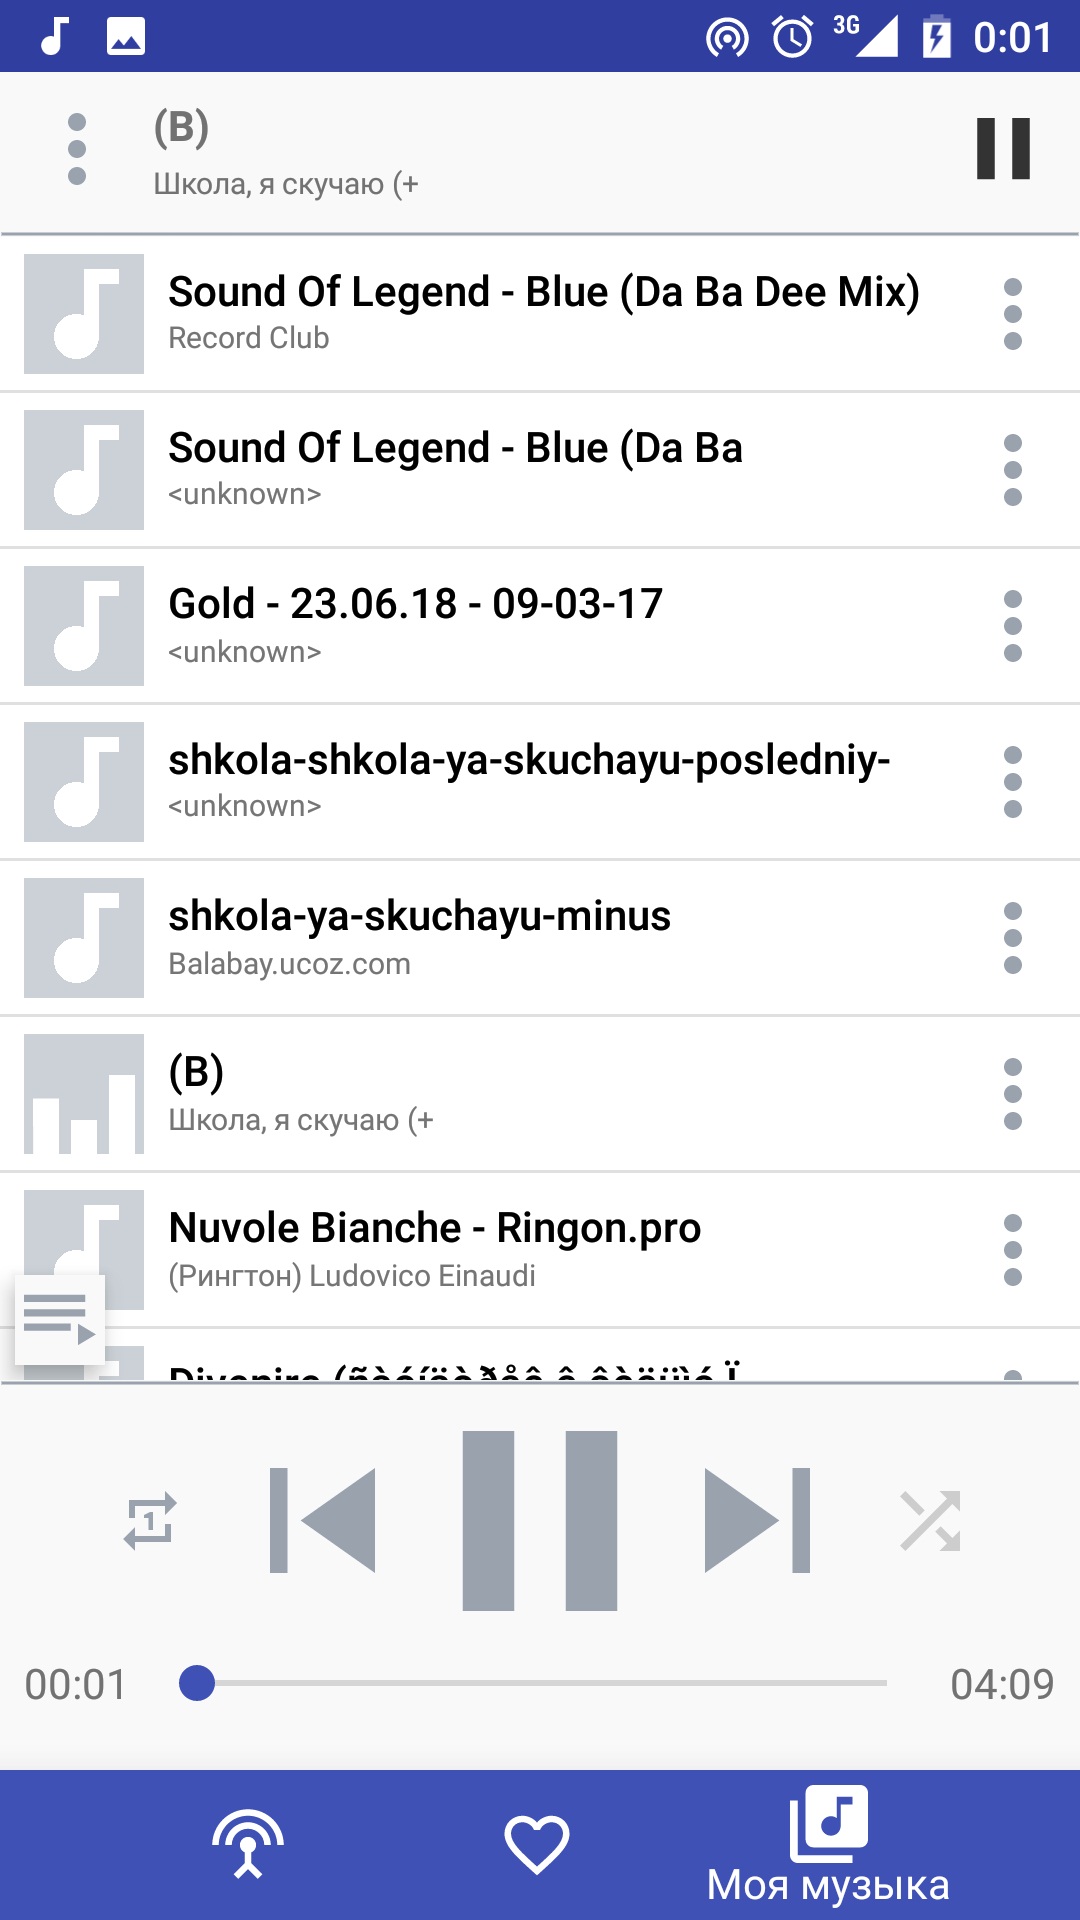 3G 0:01
(B)
Школа, я скучаю (+
Sound Of Legend - Blue (Da Ba Dee Mix)
Record Club
Sound Of Legend - Blue (Da Ba
<unknown>
Gold - 23.06.18 - 09-03-17
<unknown>
shkola-shkola-ya-skuchayu-posledniy-
<unknown>
shkola-ya-skuchayu-minus
Balabay.ucoz.com
(B)
Школа, я скучаю (+
Nuvole Bianche - Ringon.pro
(Рингтон) Ludovico Einaudi
1
00:01 04:09
Моя музыка